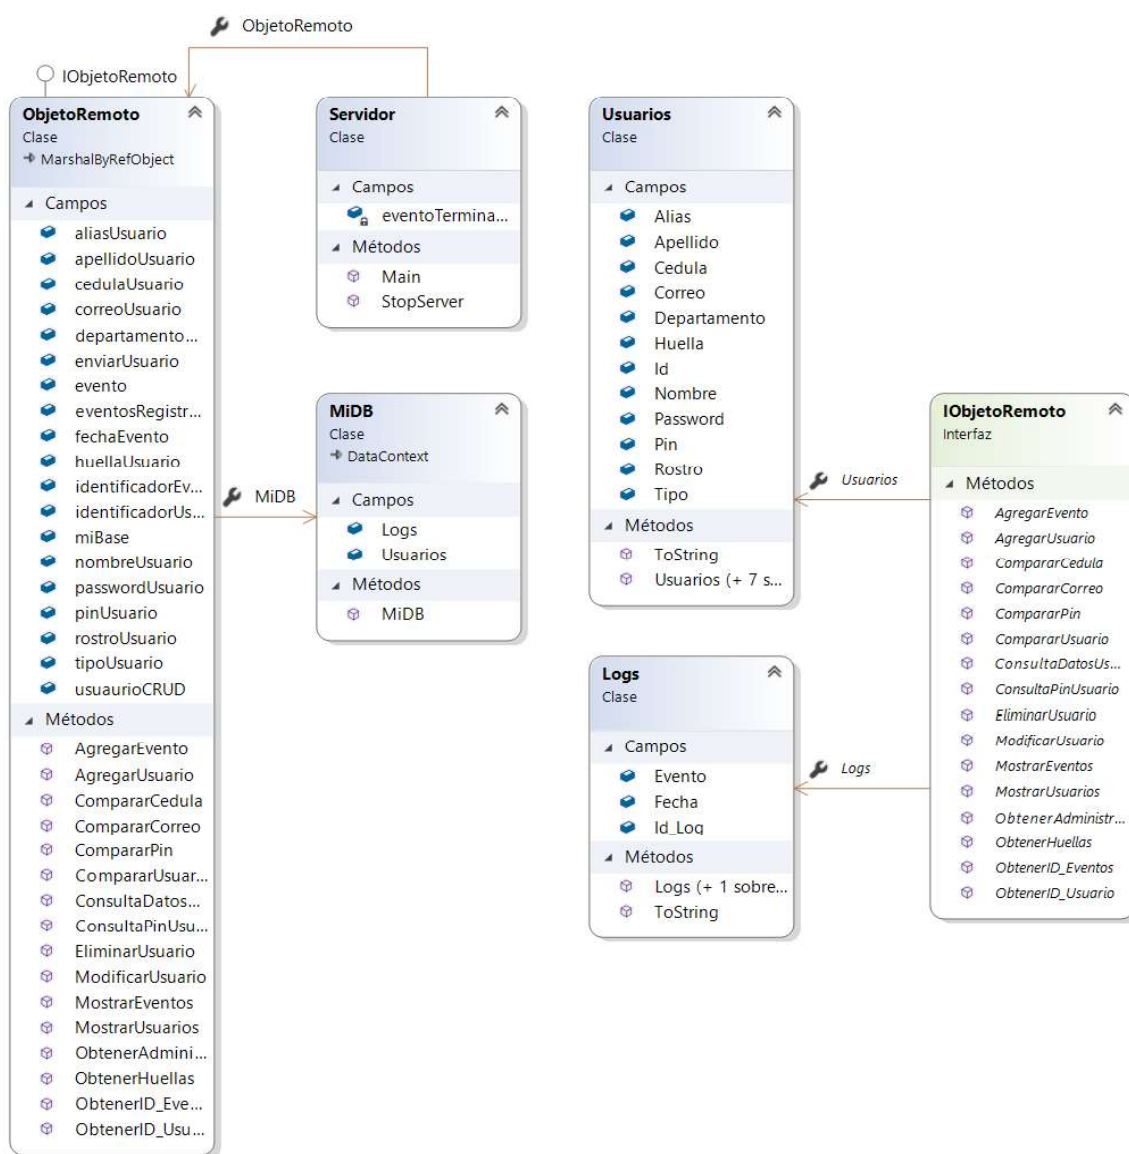 ObjetoRemoto
IObjetoRemoto
ObjetoRemoto
Clase
MarshalByRefObject
Campos
aliasUsuario
apellidoUsuario
cedulaUsuario
correoUsuario
departamento...
enviarUsuario
evento
eventosRegistr...
fechaEvento
huellaUsuario
identificadorEv...
identificadorUs...
miBase
nombreUsuario
passwordUsuario
pinUsuario
rostroUsuario
tipoUsuario
usuaurioCRUD
Métodos
AgregarEvento
AgregarUsuario
CompararCedula
CompararCorreo
CompararPin
CompararUsuar...
ConsultaDatos...
ConsultaPinUsu...
EliminarUsuario
ModificarUsuario
MostrarEventos
MostrarUsuarios
ObtenerAdmini...
ObtenerHuellas
ObtenerID_Eve...
ObtenerID_Usu...
Servidor
Clase
Campos
eventoTermina...
Métodos
Main
StopServer
MiDB
MiDB
Clase
DataContext
Campos
Logs
Usuarios
Métodos
MiDB
Usuarios
Clase
Campos
Alias
Apellido
Cedula
Correo
Departamento
Huella
Id
Nombre
Password
Pin
Rostro
Tipo
Métodos
ToString
Usuarios (+ 7 s...
Usuarios
Logs
Clase
Campos
Evento
Fecha
Id_Log
Métodos
Logs (+ 1 sobre...
ToString
Logs
IObjetoRemoto
Interfaz
Métodos
AgregarEvento
AgregarUsuario
CompararCedula
CompararCorreo
CompararPin
CompararUsuario
ConsultaDatosUs...
ConsultaPinUsuario
EliminarUsuario
ModificarUsuario
MostrarEventos
MostrarUsuarios
ObtenerAdministr...
ObtenerHuellas
ObtenerID_Eventos
ObtenerID_Usuario